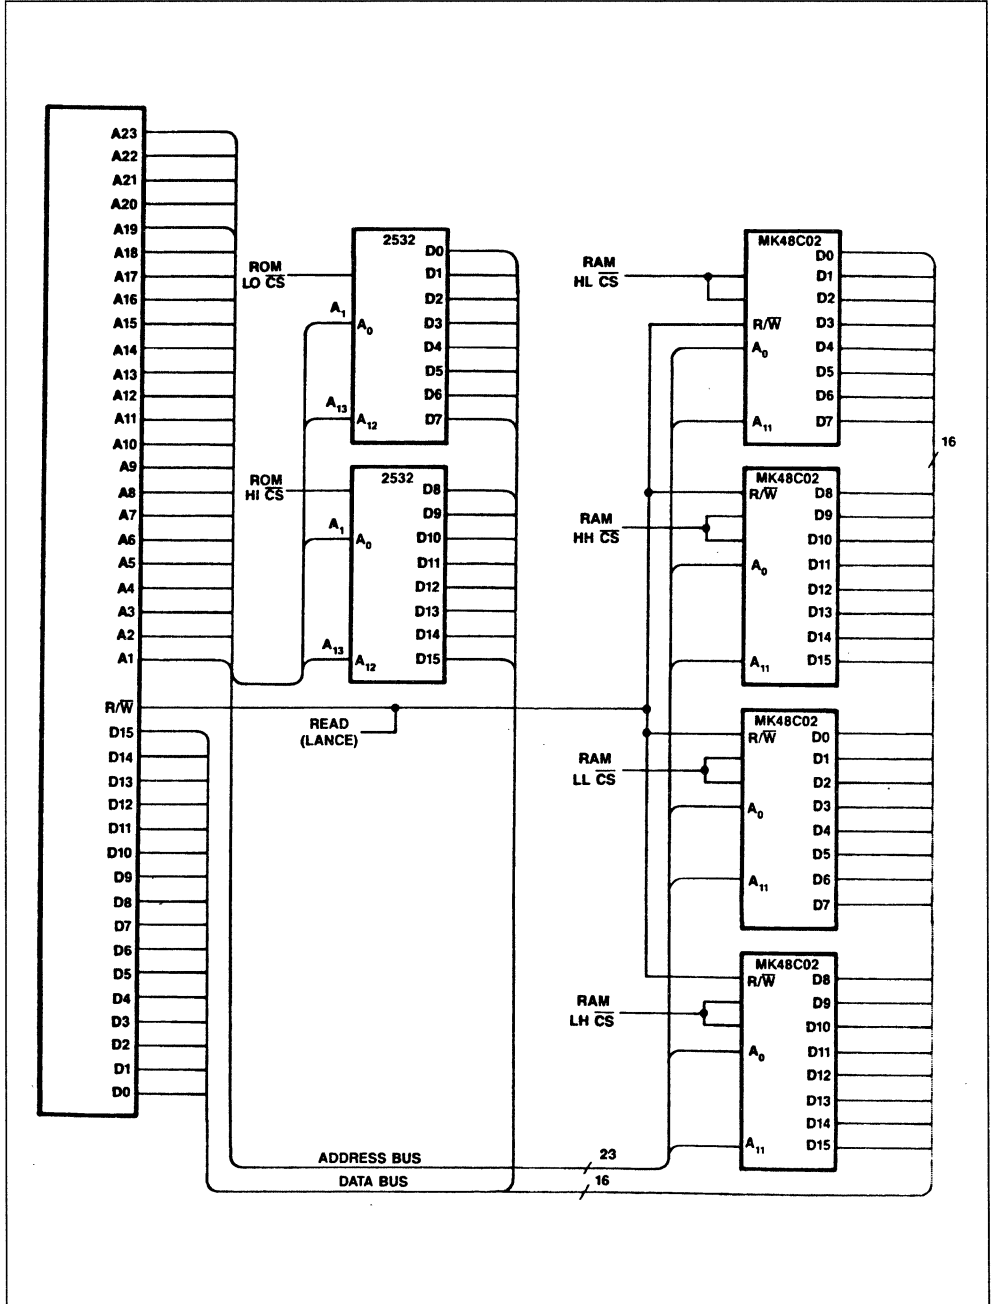 A23
A22
A21
A20
A19
A18
A17
A16
A15
A14
A13
A12
A11
A10
A9
A8
A7
A6
A5
A4
A3
A2
A1
R/W̅
D15
D14
D13
D12
D11
D10
D9
D8
D7
D6
D5
D4
D3
D2
D1
D0
ROM
LO C̅S̅
2532
A₁
A₀
A₁₃
A₁₂
D0
D1
D2
D3
D4
D5
D6
D7
ROM
HI C̅S̅
2532
A₁
A₀
A₁₃
A₁₂
D8
D9
D10
D11
D12
D13
D14
D15
READ
(LANCE)
RAM
HL C̅S̅
MK48C02
R/W̅
A₀
A₁₁
D0
D1
D2
D3
D4
D5
D6
D7
16
RAM
HH C̅S̅
MK48C02
R/W̅
A₀
A₁₁
D8
D9
D10
D11
D12
D13
D14
D15
RAM
LL C̅S̅
MK48C02
R/W̅
A₀
A₁₁
D0
D1
D2
D3
D4
D5
D6
D7
RAM
LH C̅S̅
MK48C02
R/W̅
A₀
A₁₁
D8
D9
D10
D11
D12
D13
D14
D15
ADDRESS BUS
23
DATA BUS
16